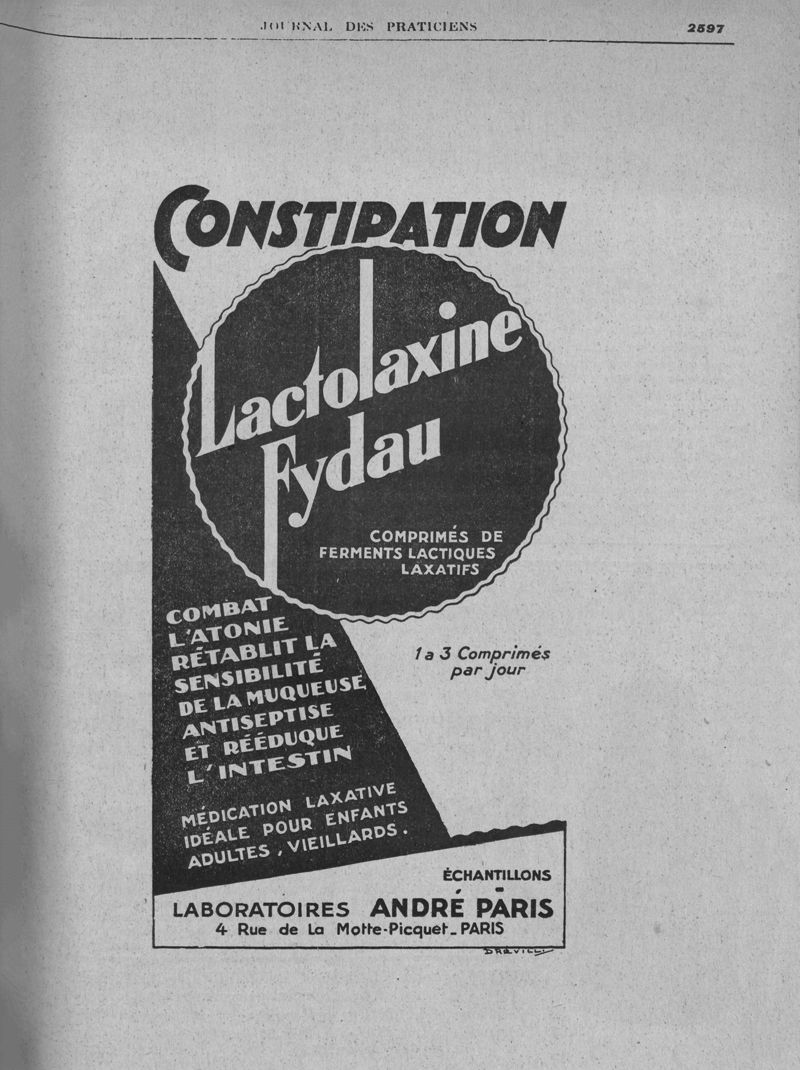 JOURNAL DES PRATICIENS
2597
CONSTIPATION
Lactolaxine
Fydau
COMPRIMÉS DE
FERMENTS LACTIQUES
LAXATIFS
COMBAT
L'ATONIE
RÉTABLIT LA
SENSIBILITÉ
DE LA MUQUEUSE
ANTISEPTISE
ET RÉÉDUQUE
L'INTESTIN
1 a 3 Comprimés
par jour
MÉDICATION LAXATIVE
IDÉALE POUR ENFANTS
ADULTES, VIEILLARDS.
ÉCHANTILLONS
LABORATOIRES ANDRÉ PÂRIS
4 Rue de La Motte-Picquet_PARIS